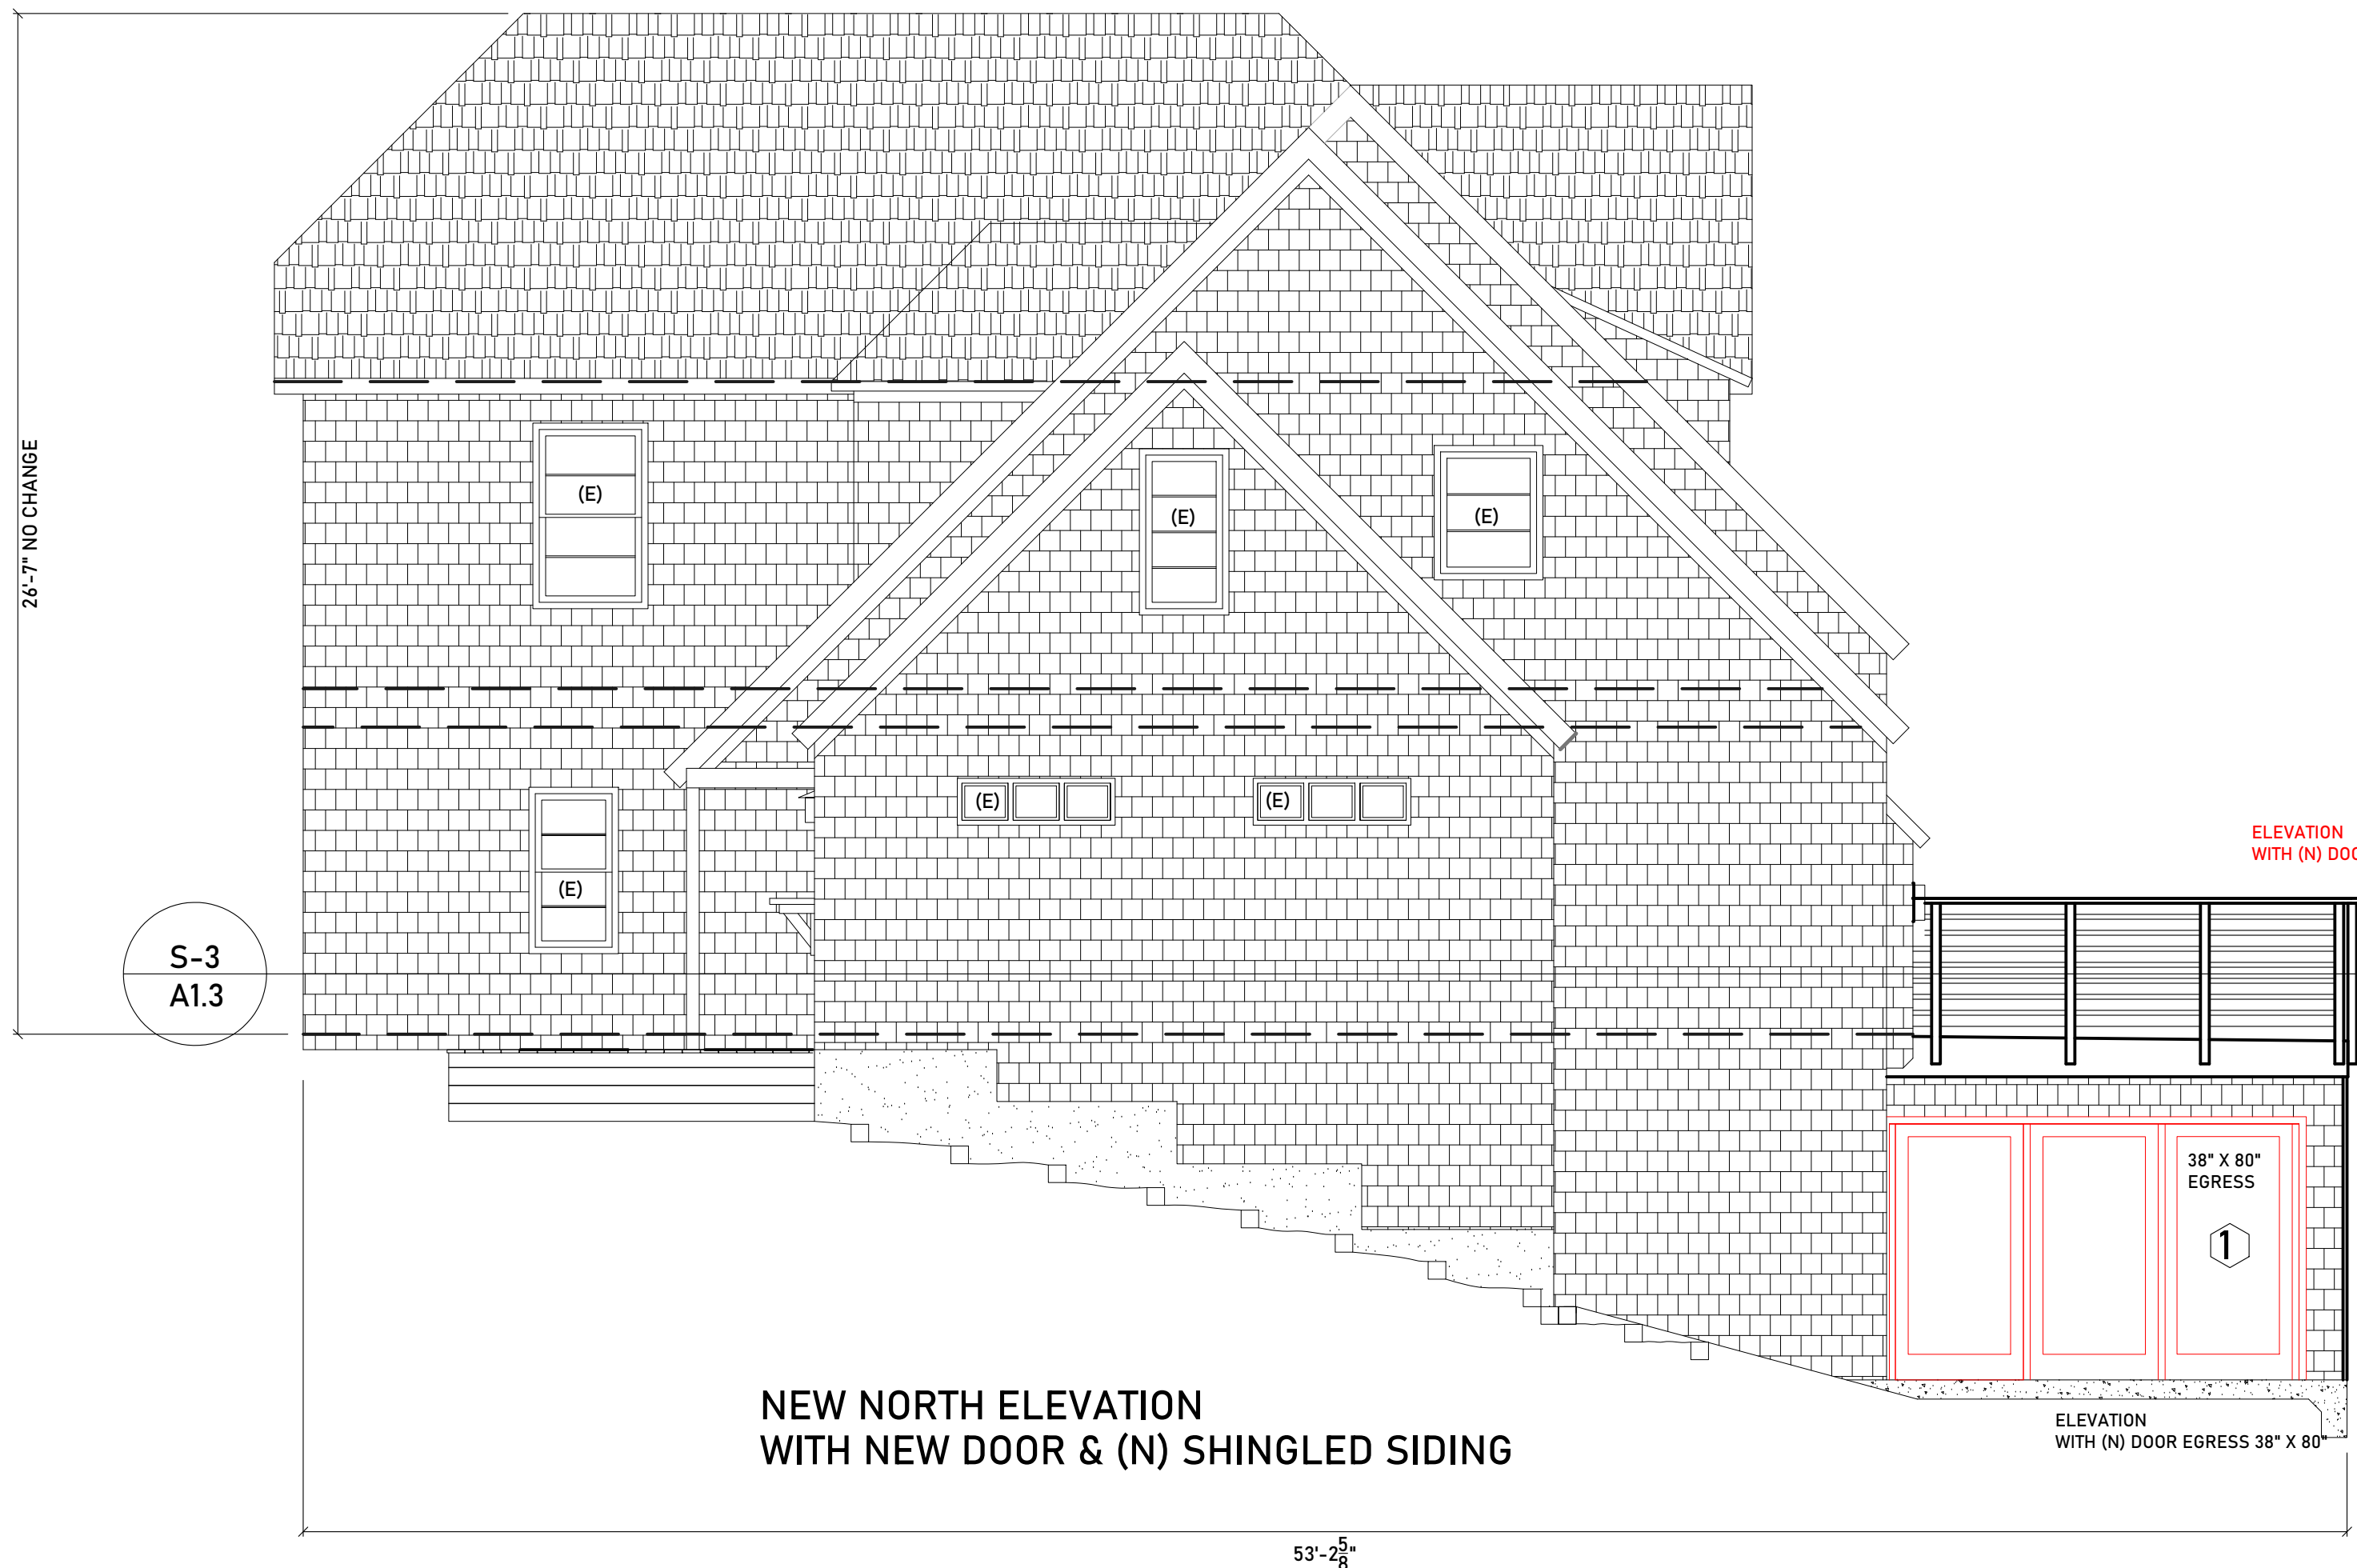 26'-7" NO CHANGE
(E)
(E)
(E)
(E)
(E)
(E)
ELEVATION
WITH (N)
S-3
A1.3
38" X 80"
EGRESS
1
NEW NORTH ELEVATION
WITH NEW DOOR & (N) SHINGLED SIDING
ELEVATION
WITH (N) DOOR EGRESS 38" X 80"
53'-2 5/8"